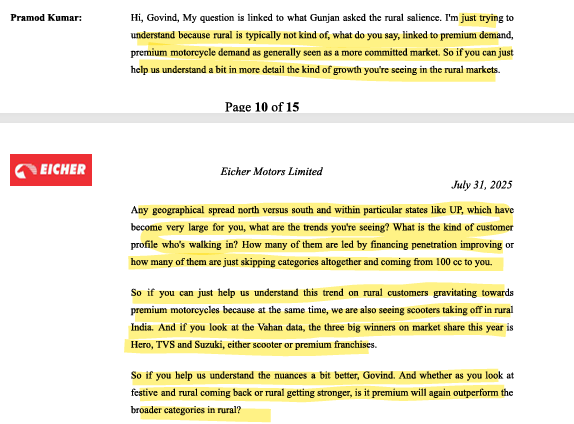 Pramod Kumar: Hi, Govind, My question is linked to what Gunjan asked the rural salience. I'm just trying to
understand because rural is typically not kind of, what do you say, linked to premium demand,
premium motorcycle demand as generally seen as a more committed market. So if you can just
help us understand a bit in more detail the kind of growth you're seeing in the rural markets.
Page 10 of 15
EICHER
Eicher Motors Limited
July 31, 2025
Any geographical spread north versus south and within particular states like UP, which have
become very large for you, what are the trends you're seeing? What is the kind of customer
profile who's walking in? How many of them are led by financing penetration improving or
how many of them are just skipping categories altogether and coming from 100 cc to you.
So if you can just help us understand this trend on rural customers gravitating towards
premium motorcycles because at the same time, we are also seeing scooters taking off in rural
India. And if you look at the Vahan data, the three big winners on market share this year is
Hero, TVS and Suzuki, either scooter or premium franchises.
So if you help us understand the nuances a bit better, Govind. And whether as you look at
festive and rural coming back or rural getting stronger, is it premium will again outperform the
broader categories in rural?